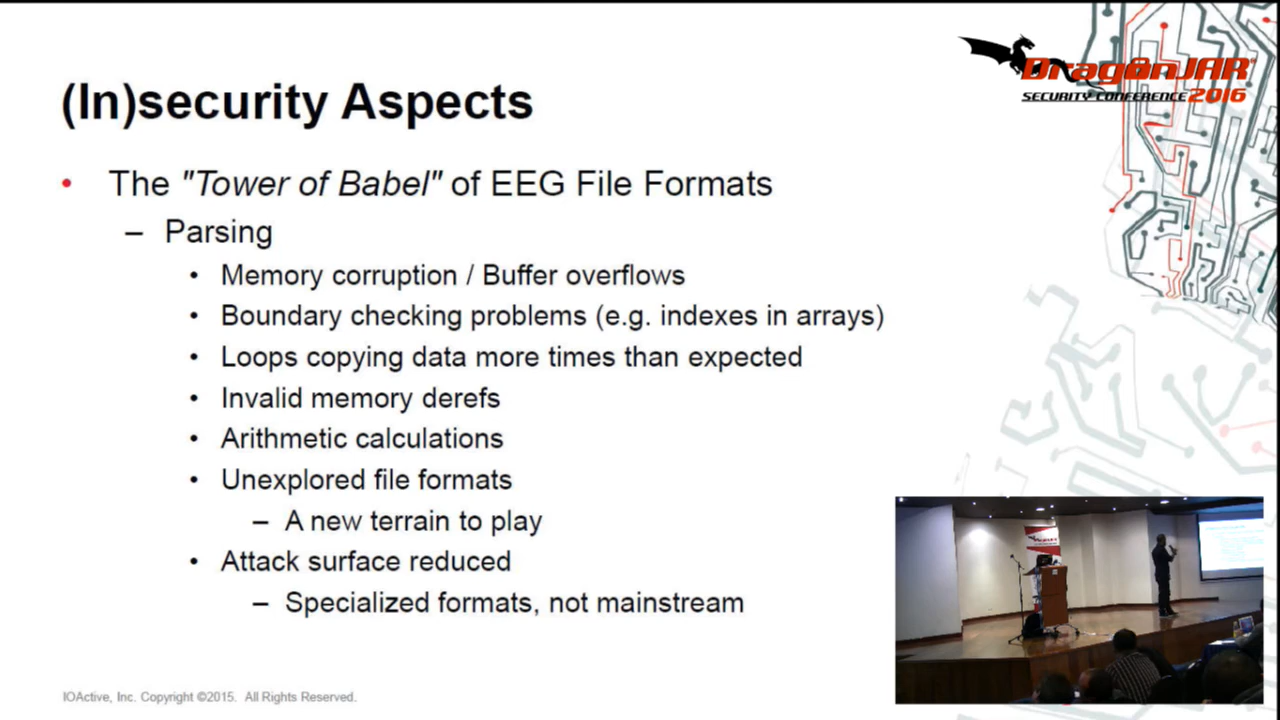 DragonJAR
SECURITY CONFERENCE 2016
(In)security Aspects
• The "Tower of Babel" of EEG File Formats
– Parsing
• Memory corruption / Buffer overflows
• Boundary checking problems (e.g. indexes in arrays)
• Loops copying data more times than expected
• Invalid memory derefs
• Arithmetic calculations
• Unexplored file formats
– A new terrain to play
• Attack surface reduced
– Specialized formats, not mainstream
IOActive, Inc. Copyright ©2015. All Rights Reserved.